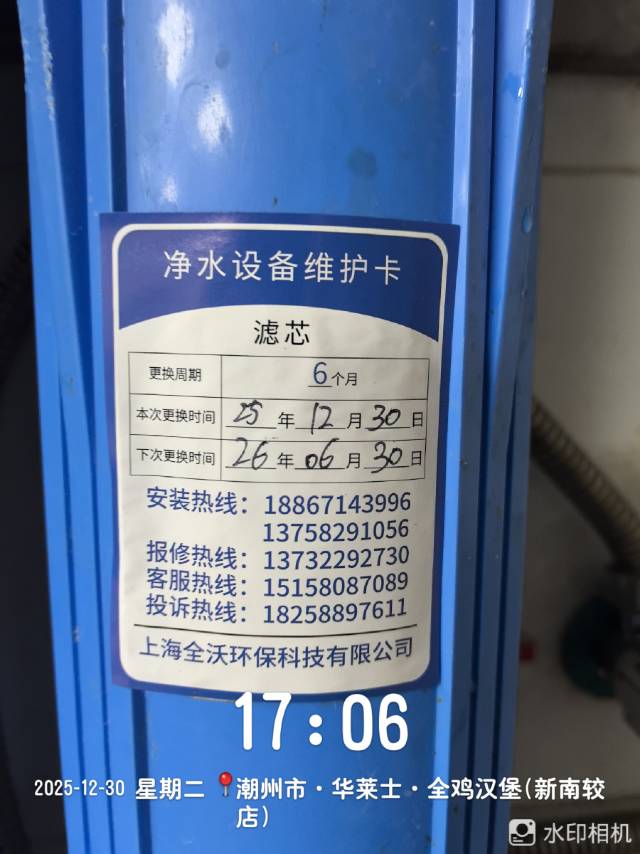 净水设备维护卡
滤芯
更换周期 6个月
本次更换时间 25年12月30日
下次更换时间 26年06月30日
安装热线：18867143996
13758291056
报修热线：13732292730
客服热线：15158087089
投诉热线：18258897611
上海全沃环保科技有限公司
17:06
2025-12-30 星期二 潮州市·华莱士·全鸡汉堡(新南较
店)
水印相机